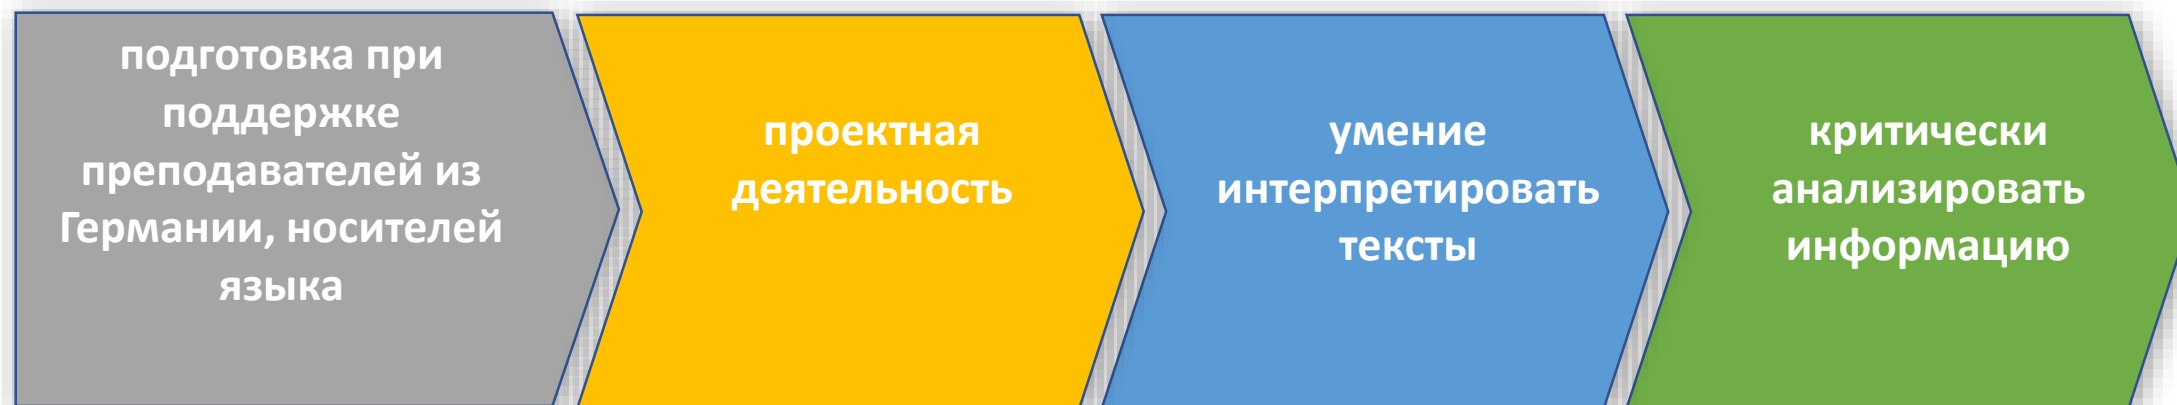 подготовка при
поддержке
преподавателей из
Германии, носителей
языка
проектная
деятельность
умение
интерпретировать
тексты
критически
анализировать
информацию